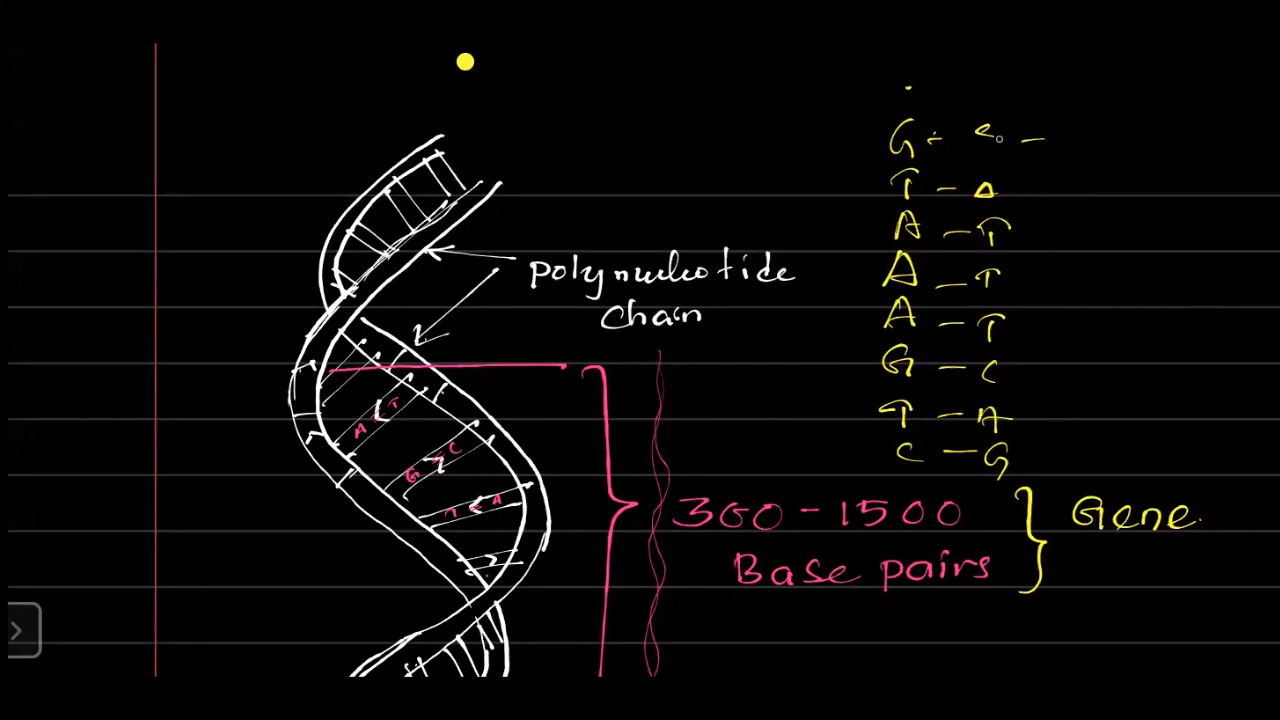 polynucleotide
chain
A T
G C
A
360-1500
Base pairs
Gene
G -
T - A
A - T
A - T
A - T
G - C
T - A
C - G